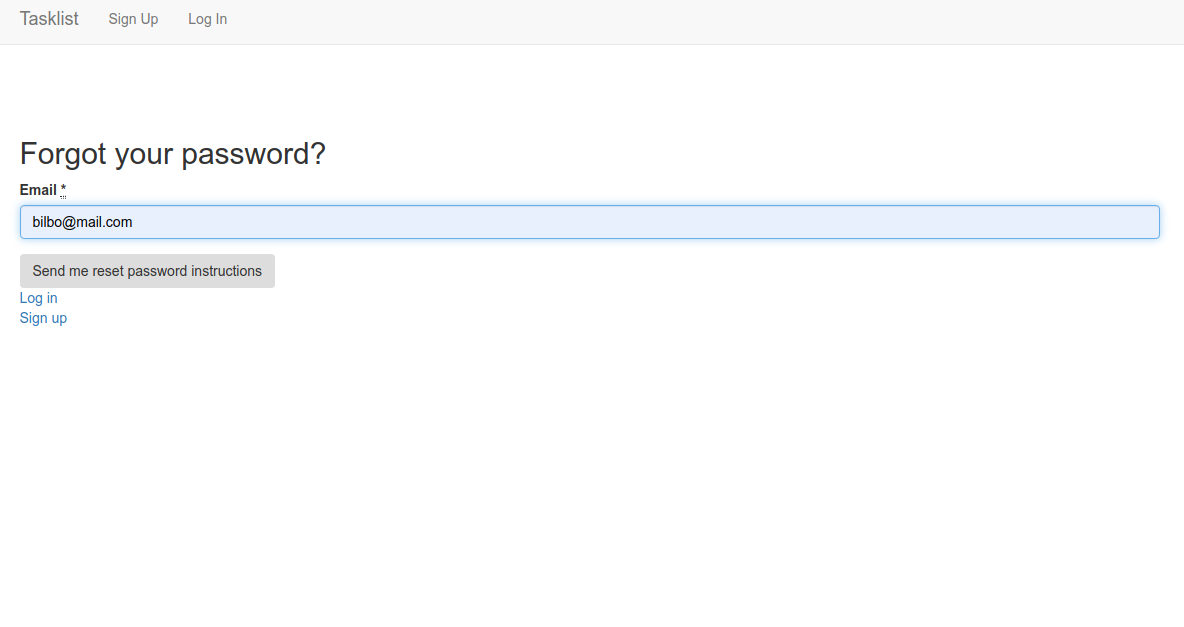 Tasklist Sign Up Log In
Forgot your password?
Email *
bilbo@mail.com
Send me reset password instructions
Log in
Sign up